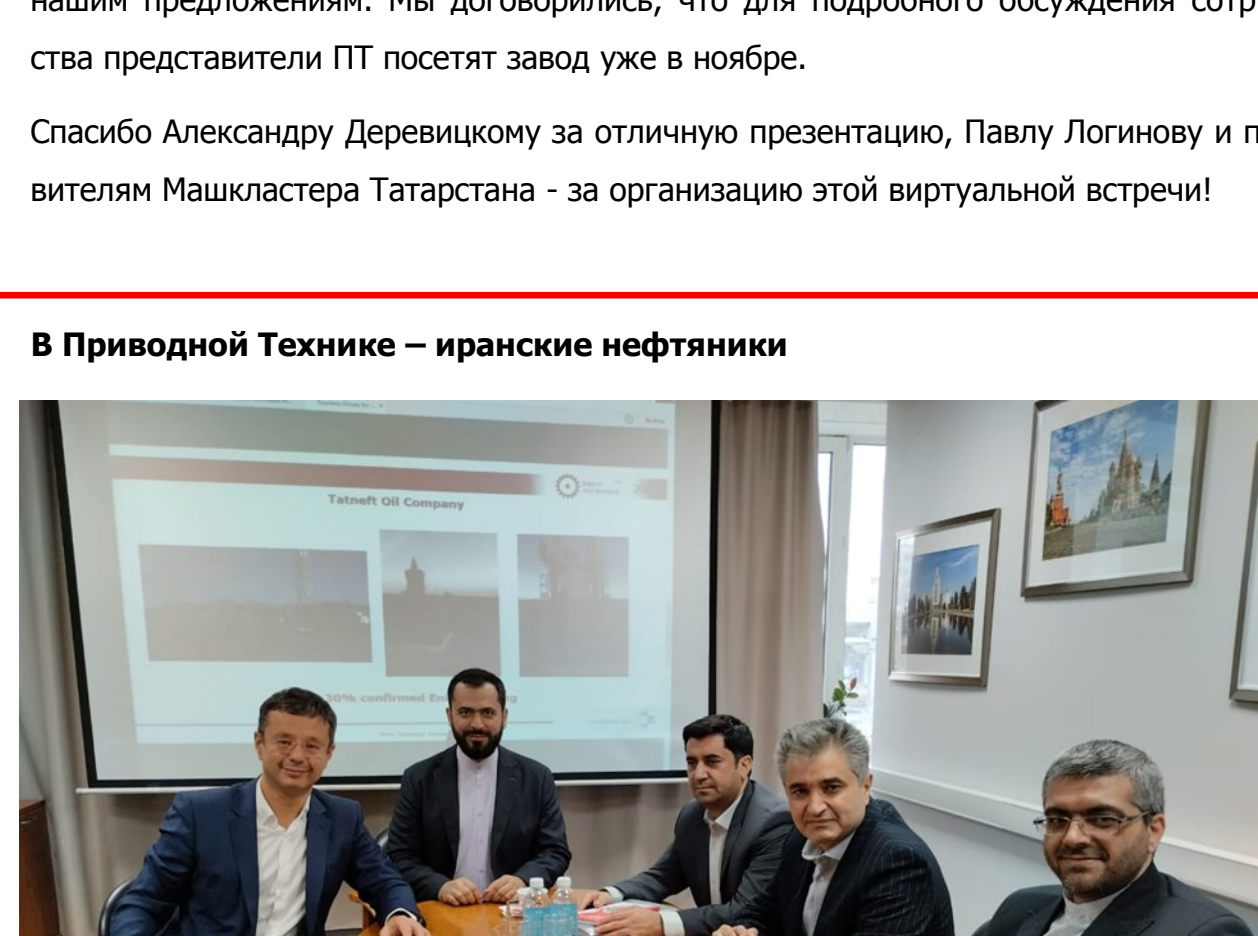 нашим предложениям. Мы договорились, что для подробного обсуждения сотр
ства представители ПТ посетят завод уже в ноябре.
Спасибо Александру Деревицкому за отличную презентацию, Павлу Логинову и п
вителям Машкластера Татарстана - за организацию этой виртуальной встречи!
В Приводной Технике – иранские нефтяники
Tatneft Oil Company
30% confirmed